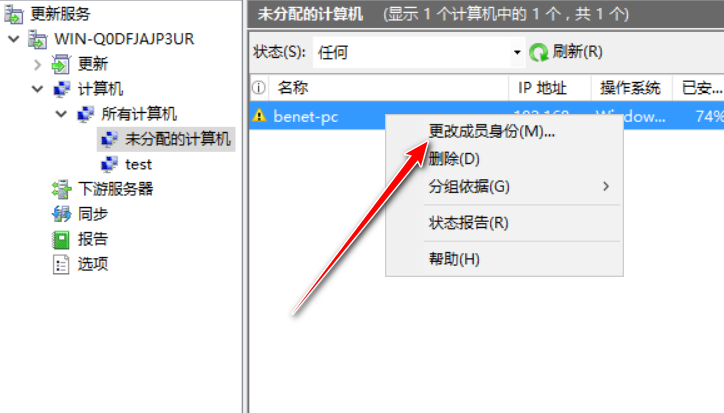 更新服务
WIN-Q0DFJAJP3UR
更新
计算机
所有计算机
未分配的计算机
test
下游服务器
同步
报告
选项
未分配的计算机 (显示 1 个计算机中的 1 个，共 1 个)
状态(S): 任何 刷新(R)
名称 IP 地址 操作系统 已安...
benet-pc 74%
更改成员身份(M)...
删除(D)
分组依据(G)
状态报告(R)
帮助(H)